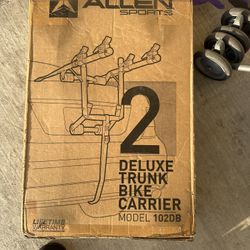 ALLEN
SPORTS
2
DELUXE
TRUNK
BIKE
CARRIER
MODEL 102DB
LIFETIME
WARRANTY